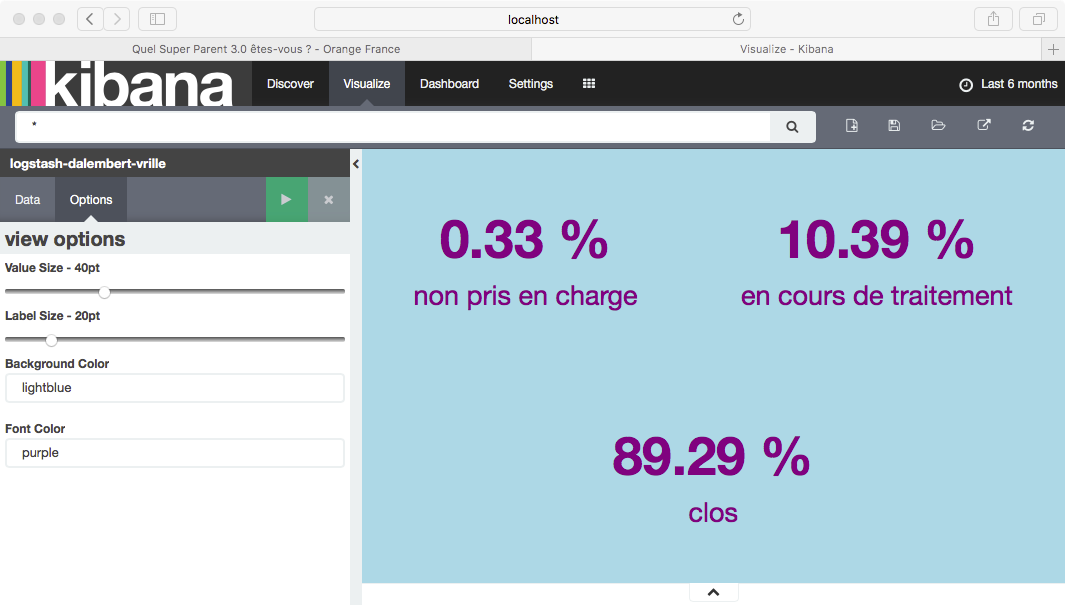 localhost
Quel Super Parent 3.0 êtes-vous ? - Orange France
Visualize - Kibana
kibana
Discover
Visualize
Dashboard
Settings
Last 6 months
*
logstash-dalembert-vrille
Data
Options
view options
Value Size - 40pt
Label Size - 20pt
Background Color
lightblue
Font Color
purple
0.33 %
non pris en charge
10.39 %
en cours de traitement
89.29 %
clos